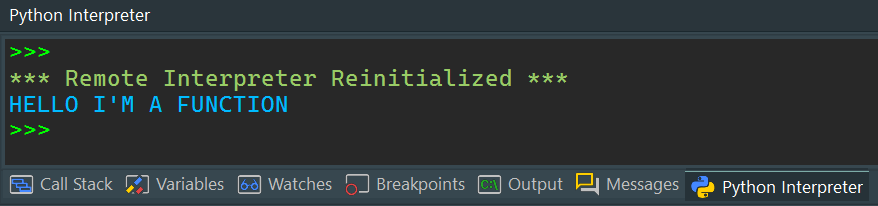 Python Interpreter
>>>
*** Remote Interpreter Reinitialized ***
HELLO I'M A FUNCTION
>>>
Call Stack Variables Watches Breakpoints C:\ Output Messages Python Interpreter